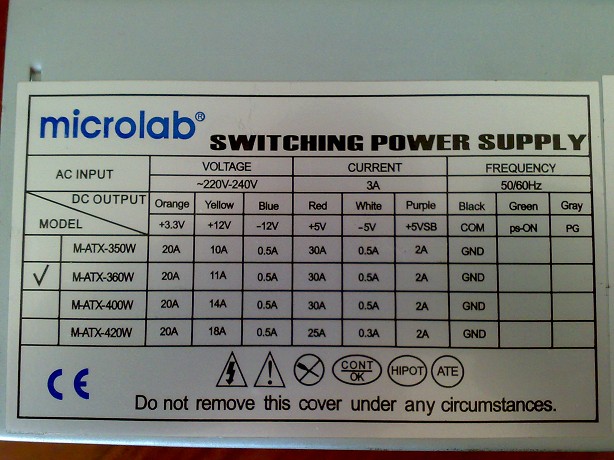 microlab®
SWITCHING POWER SUPPLY
AC INPUT VOLTAGE CURRENT FREQUENCY
~220V-240V 3A 50/60Hz
DC OUTPUT Orange Yellow Blue Red White Purple Black Green Gray
MODEL +3.3V +12V -12V +5V -5V +5VSB COM ps-ON PG
M-ATX-350W 20A 10A 0.5A 30A 0.5A 2A GND
✓ M-ATX-360W 20A 11A 0.5A 30A 0.5A 2A GND
M-ATX-400W 20A 14A 0.5A 30A 0.5A 2A GND
M-ATX-420W 20A 18A 0.5A 25A 0.3A 2A GND
CE CONT OK HIPOT ATE
Do not remove this cover under any circumstances.